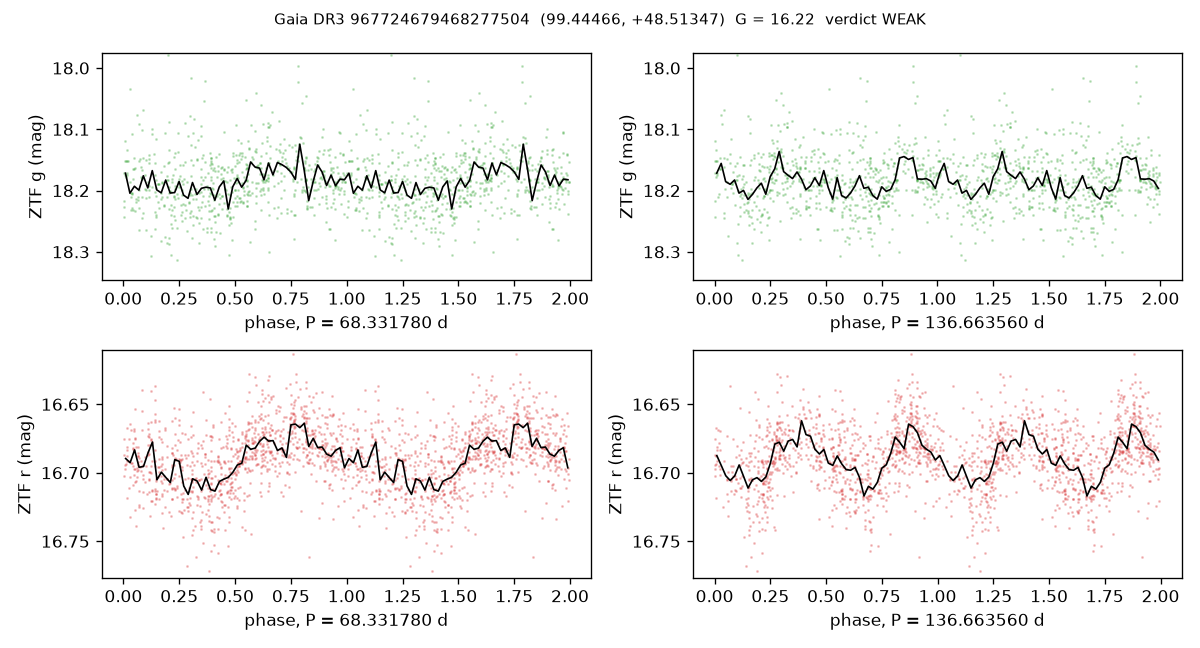 Gaia DR3 967724679468277504 (99.44466, +48.51347) G = 16.22 verdict WEAK
ZTF g (mag)
18.0
18.1
18.2
18.3
0.00 0.25 0.50 0.75 1.00 1.25 1.50 1.75 2.00
phase, P = 68.331780 d
ZTF g (mag)
18.0
18.1
18.2
18.3
0.00 0.25 0.50 0.75 1.00 1.25 1.50 1.75 2.00
phase, P = 136.663560 d
ZTF r (mag)
16.65
16.70
16.75
0.00 0.25 0.50 0.75 1.00 1.25 1.50 1.75 2.00
phase, P = 68.331780 d
ZTF r (mag)
16.65
16.70
16.75
0.00 0.25 0.50 0.75 1.00 1.25 1.50 1.75 2.00
phase, P = 136.663560 d